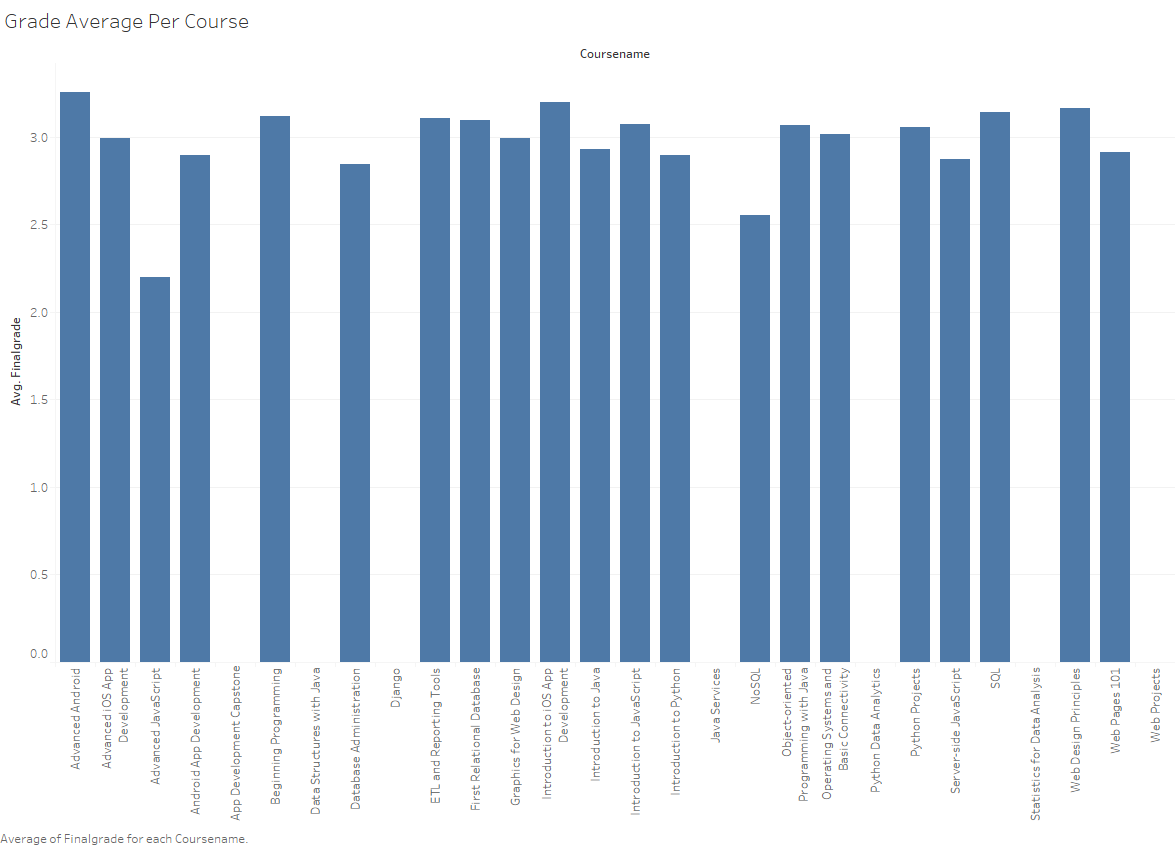 Grade Average Per Course
Coursename
Avg. Finalgrade
3.0
2.5
2.0
1.5
1.0
0.5
0.0
Advanced Android
Advanced iOS App
Development
Advanced JavaScript
Android App Development
App Development Capstone
Beginning Programming
Data Structures with Java
Database Administration
Django
ETL and Reporting Tools
First Relational Database
Graphics for Web Design
Introduction to iOS App
Development
Introduction to Java
Introduction to JavaScript
Introduction to Python
Java Services
NoSQL
Object-oriented
Programming with Java
Operating Systems and
Basic Connectivity
Python Data Analytics
Python Projects
Server-side JavaScript
SQL
Statistics for Data Analysis
Web Design Principles
Web Pages 101
Web Projects
Average of Finalgrade for each Coursename.